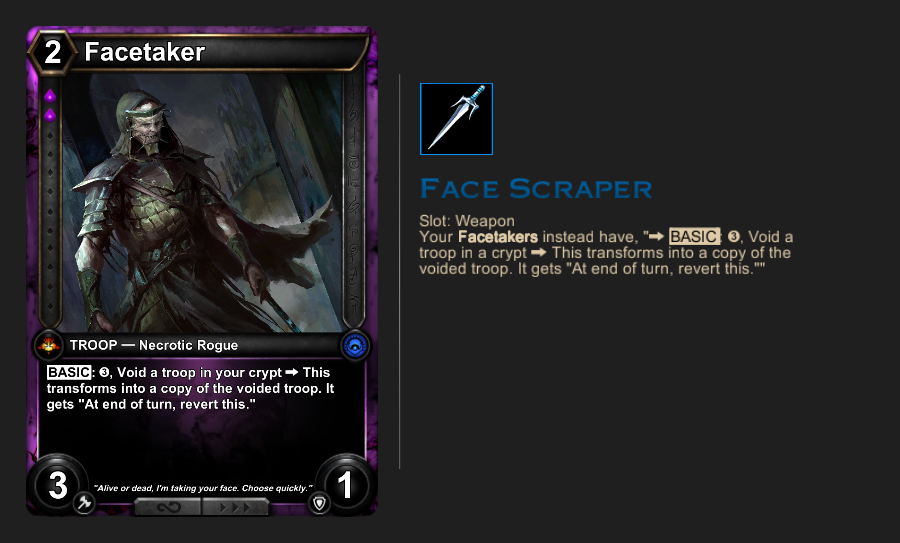 2 Facetaker
TROOP — Necrotic Rogue
BASIC: ❸, Void a troop in your crypt ➡ This
transforms into a copy of the voided troop. It
gets "At end of turn, revert this."
"Alive or dead, I'm taking your face. Choose quickly."
3 1
FACE SCRAPER
Slot: Weapon
Your Facetakers instead have, "➡ BASIC: ❸, Void a
troop in a crypt ➡ This transforms into a copy of the
voided troop. It gets "At end of turn, revert this.""